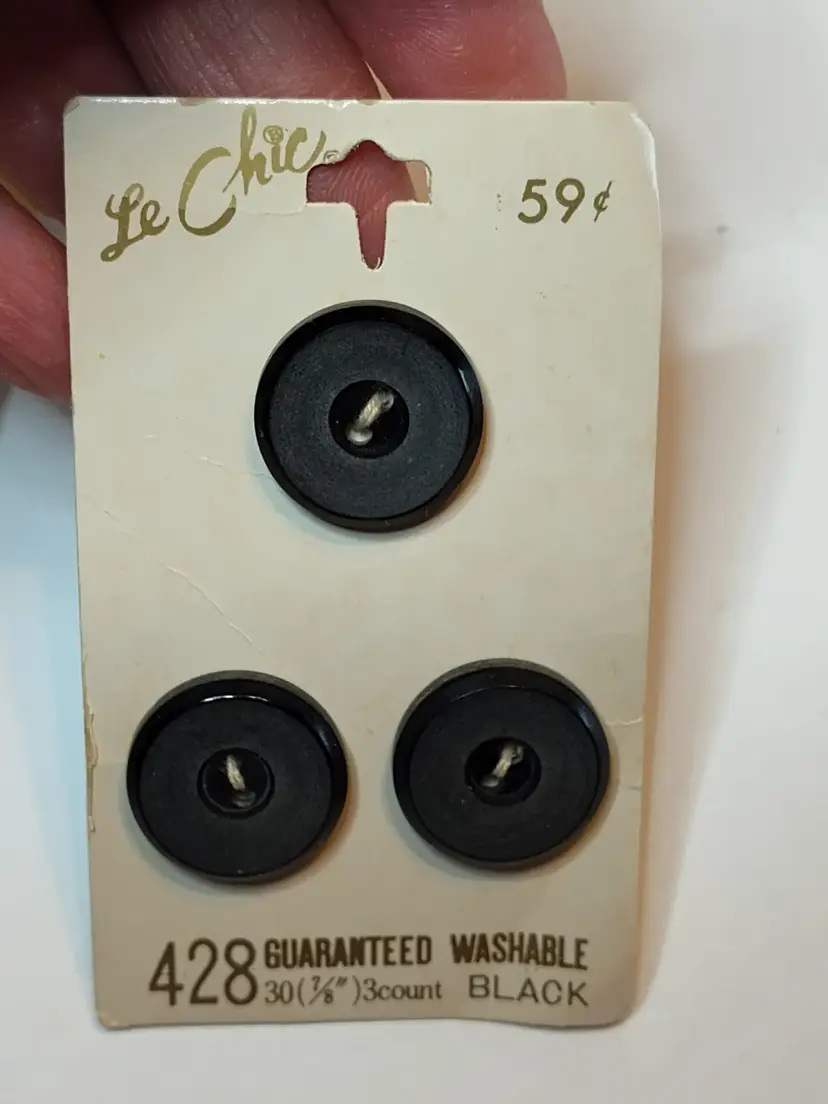 Le Chic®
59¢
428 GUARANTEED WASHABLE
30(7/8")3count BLACK